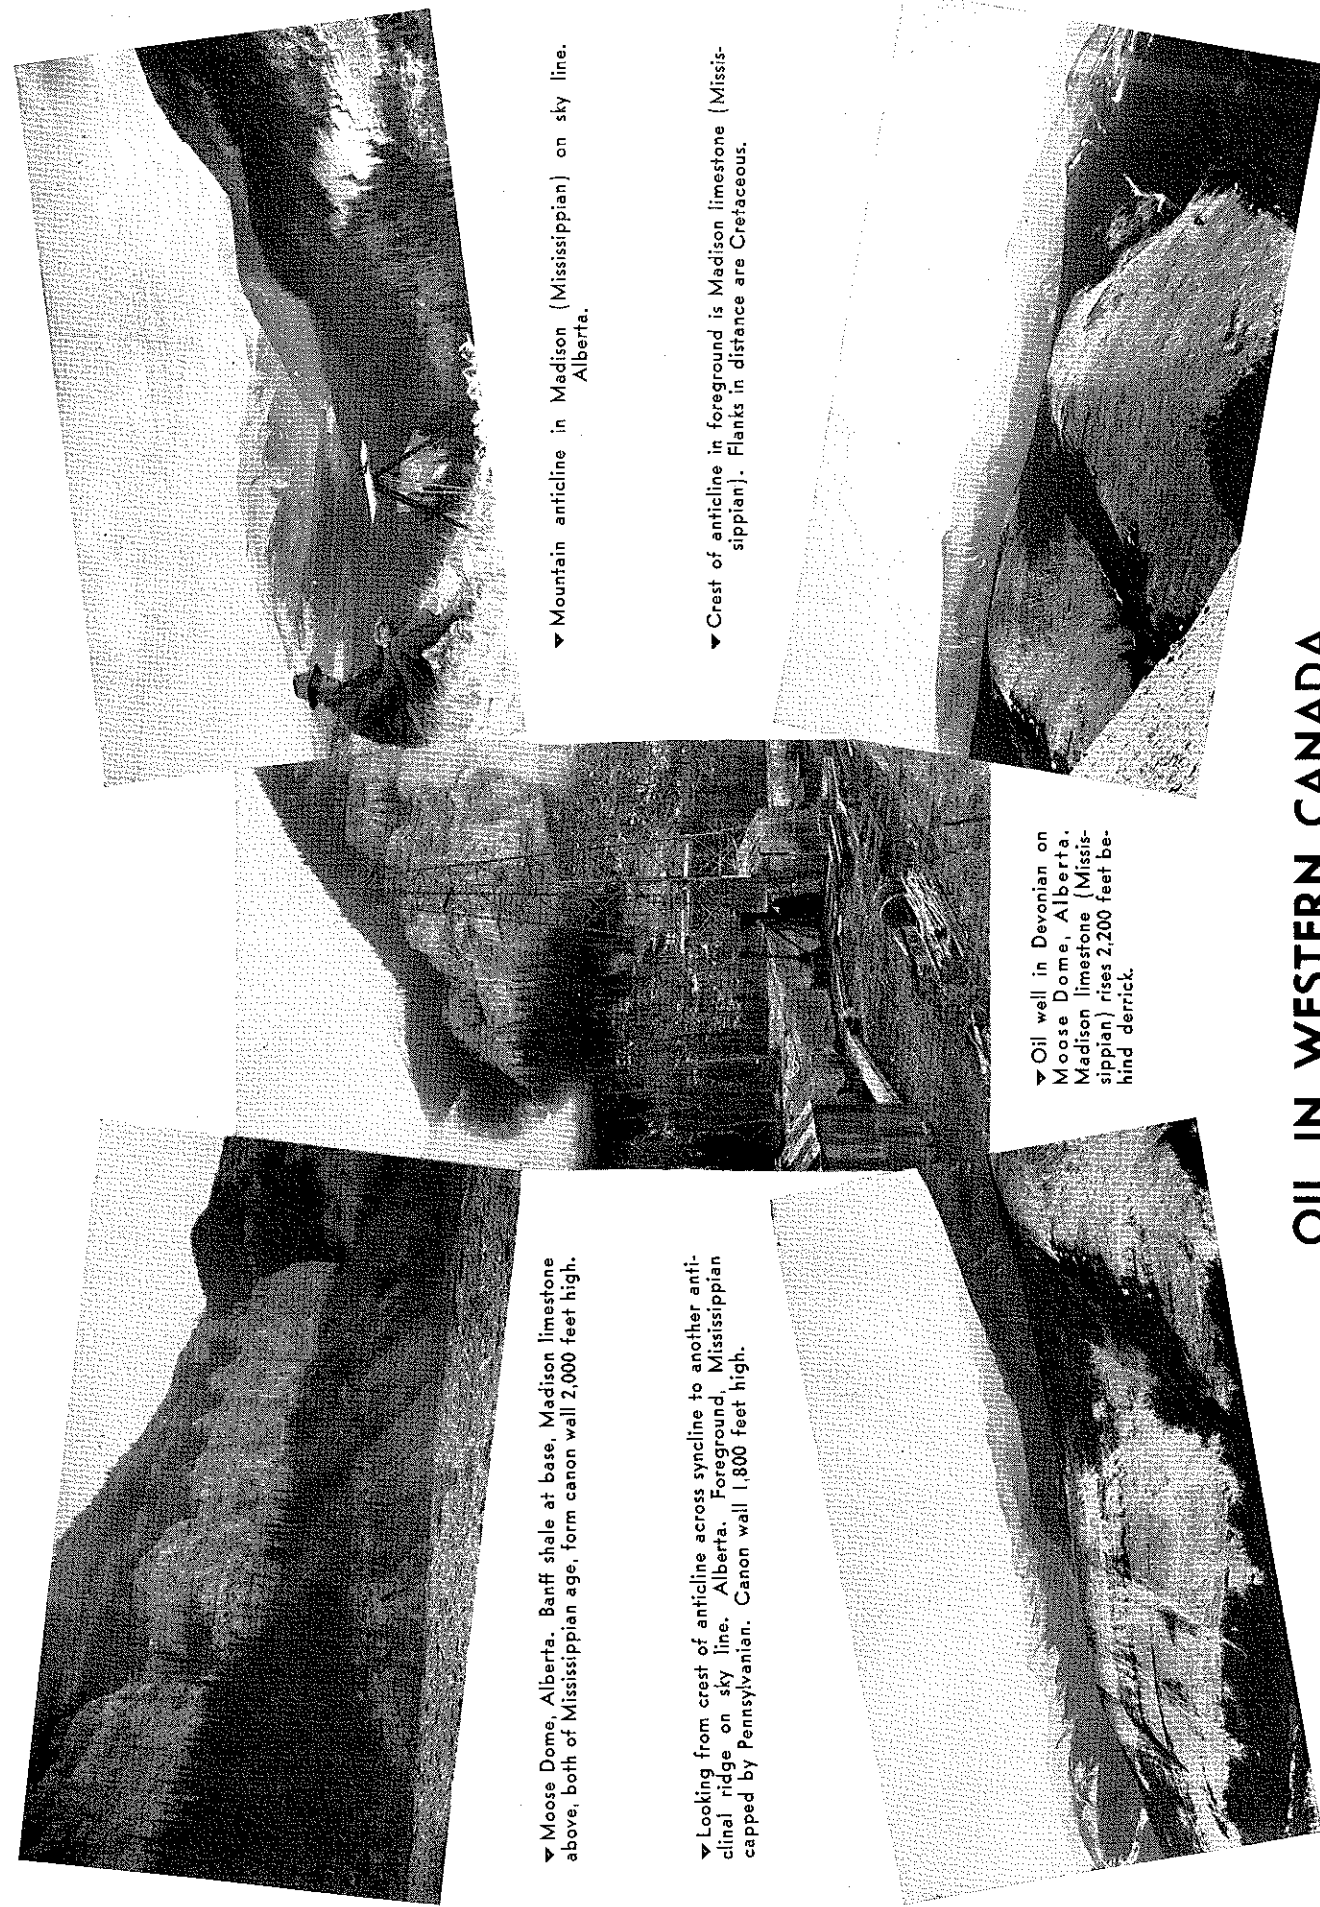 ▼ Moose Dome, Alberta. Banff shale at base, Madison limestone
above, both of Mississippian age, form canon wall 2,000 feet high.
▼ Mountain anticline in Madison (Mississippian) on sky line.
Alberta.
▼ Looking from crest of anticline across syncline to another anti-
clinal ridge on sky line. Alberta. Foreground, Mississippian
capped by Pennsylvanian. Canon wall 1,800 feet high.
▼ Crest of anticline in foreground is Madison limestone (Missis-
sippian). Flanks in distance are Cretaceous.
▼ Oil well in Devonian on
Moose Dome, Alberta.
Madison limestone (Missis-
sippian) rises 2,200 feet be-
hind derrick.
OIL IN WESTERN CANADA